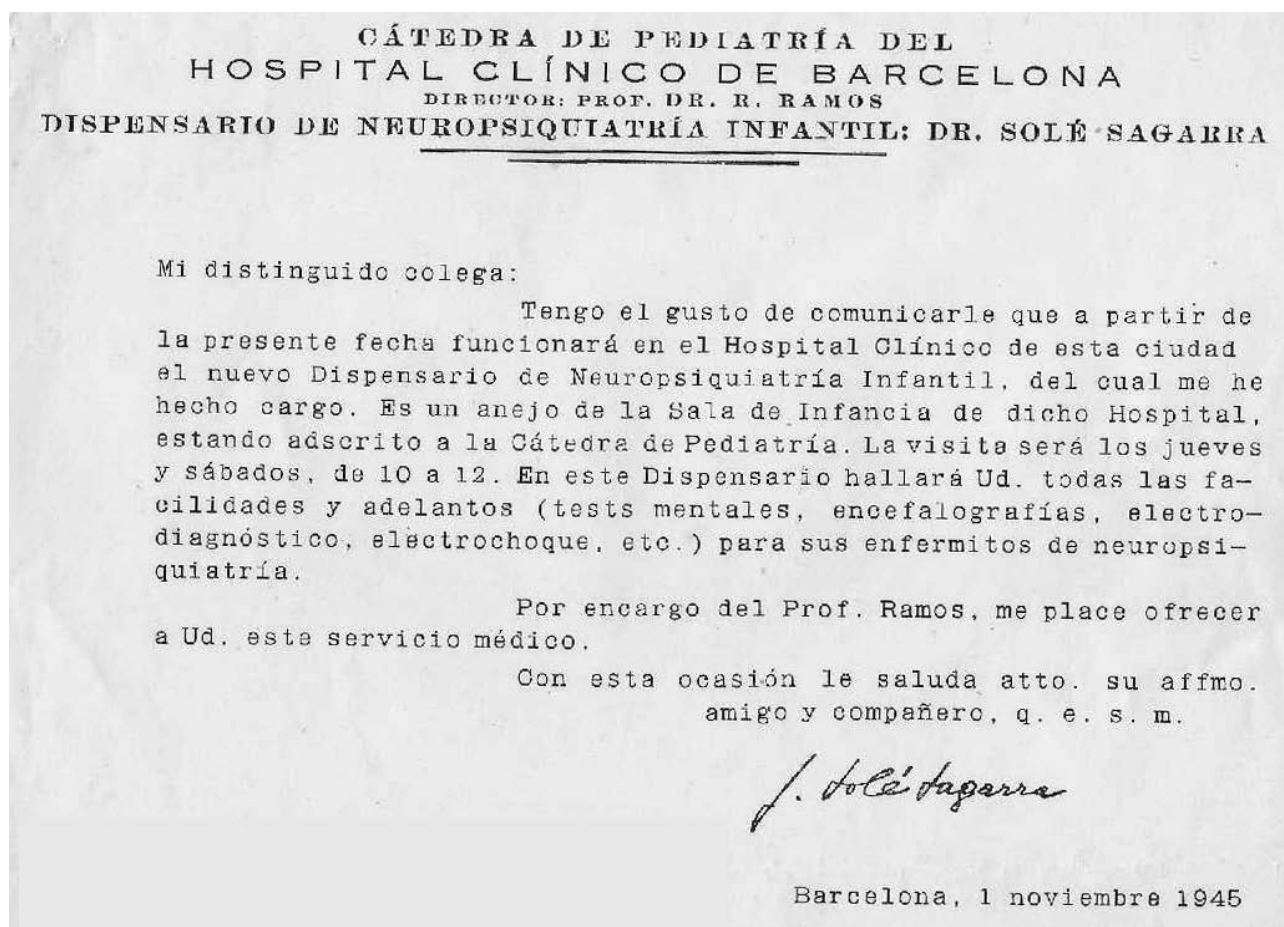 CÁTEDRA DE PEDIATRÍA DEL
HOSPITAL CLÍNICO DE BARCELONA
DIRECTOR: PROF. DR. R. RAMOS
DISPENSARIO DE NEUROPSIQUIATRÍA INFANTIL: DR. SOLÉ SAGARRA
Mi distinguido colega:
Tengo el gusto de comunicarle que a partir de
la presente fecha funcionará en el Hospital Clínico de esta ciudad
el nuevo Dispensario de Neuropsiquiatría Infantil, del cual me he
hecho cargo. Es un anejo de la Sala de Infancia de dicho Hospital,
estando adscrito a la Cátedra de Pediatría. La visita será los jueves
y sábados, de 10 a 12. En este Dispensario hallará Ud. todas las fa-
cilidades y adelantos (tests mentales, encefalografías, electro-
diagnóstico, electrochoque, etc.) para sus enfermitos de neuropsi-
quiatría.
Por encargo del Prof. Ramos, me place ofrecer
a Ud. este servicio médico.
Con esta ocasión le saluda atto. su affmo.
amigo y compañero, q. e. s. m.
J. Solé Sagarra
Barcelona, 1 noviembre 1945